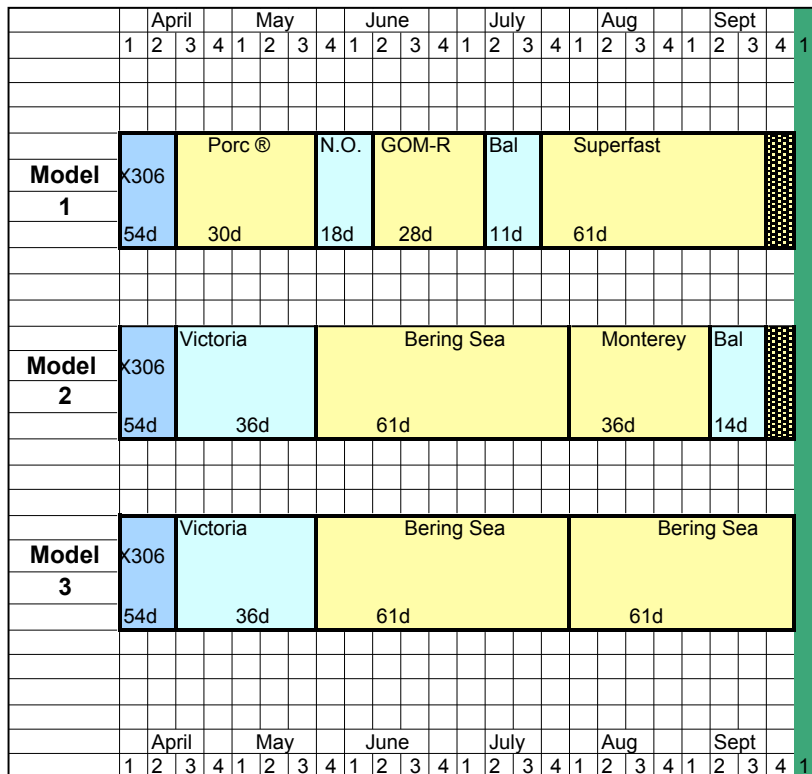 April May June July Aug Sept
1 2 3 4 1 2 3 4 1 2 3 4 1 2 3 4 1 2 3 4 1 2 3 4 1
Porc ® N.O. GOM-R Bal Superfast
Model X306
1
54d 30d 18d 28d 11d 61d
Victoria Bering Sea Monterey Bal
Model X306
2
54d 36d 61d 36d 14d
Victoria Bering Sea Bering Sea
Model X306
3
54d 36d 61d 61d
April May June July Aug Sept
1 2 3 4 1 2 3 4 1 2 3 4 1 2 3 4 1 2 3 4 1 2 3 4 1